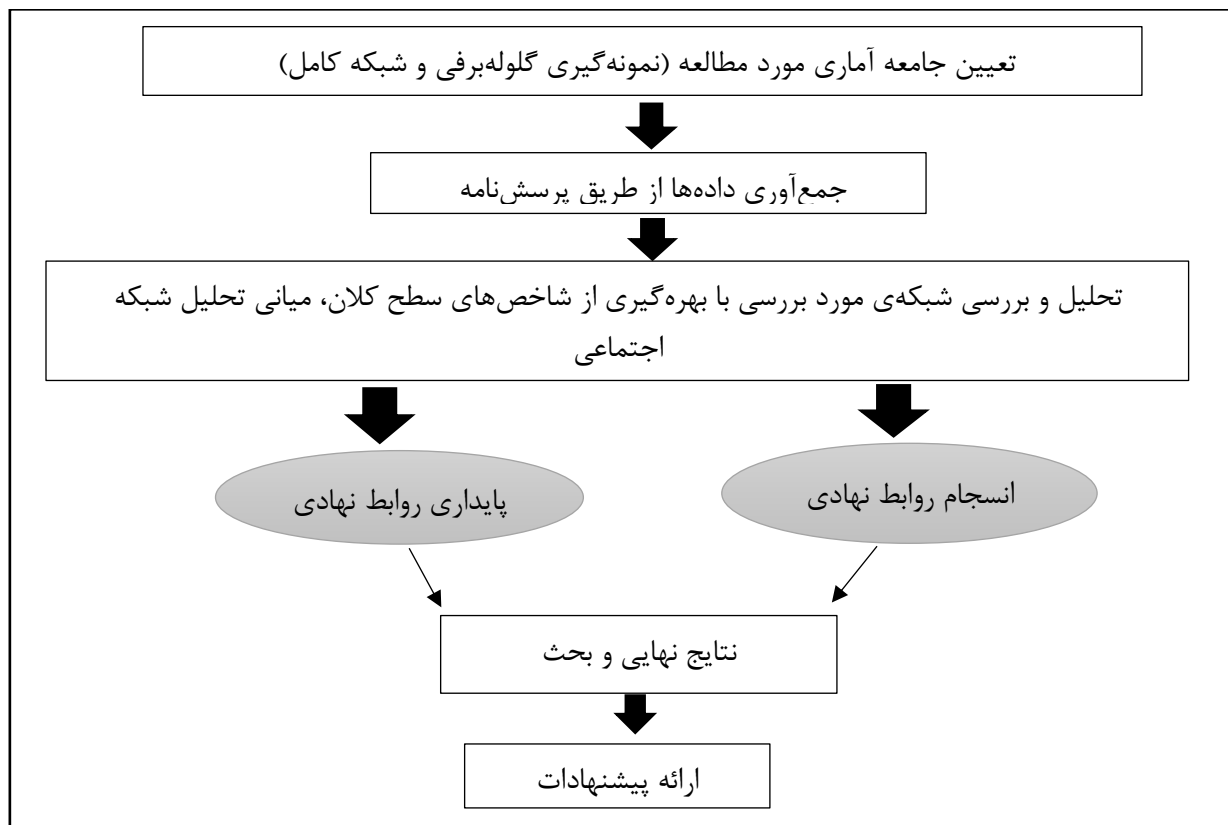 تعیین جامعه آماری مورد مطالعه (نمونه‌گیری گلوله‌برفی و شبکه کامل)
جمع‌آوری داده‌ها از طریق پرسش‌نامه
تحلیل و بررسی شبکه‌ی مورد بررسی با بهره‌گیری از شاخص‌های سطح کلان، میانی تحلیل شبکه
اجتماعی
انسجام روابط نهادی
پایداری روابط نهادی
نتایج نهایی و بحث
ارائه پیشنهادات